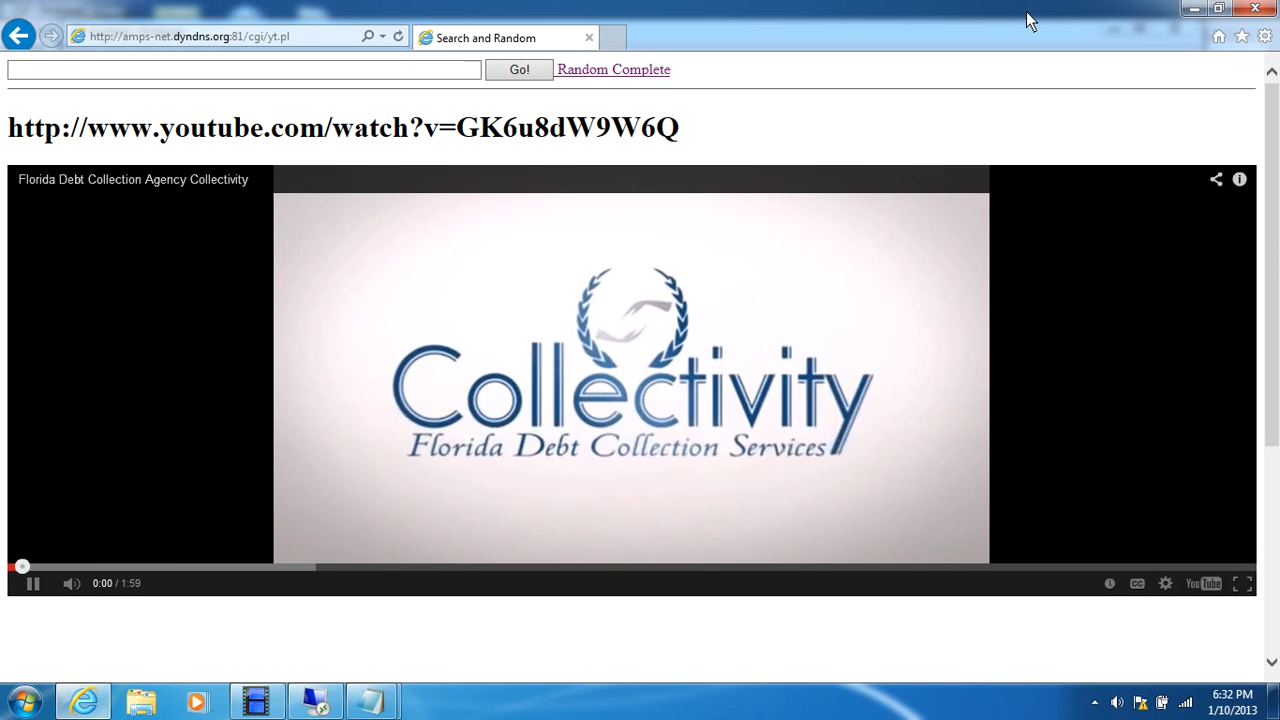 http://amps-net.dyndns.org:81/cgi/yt.pl
Search and Random
Go!
Random Complete
http://www.youtube.com/watch?v=GK6u8dW9W6Q
Florida Debt Collection Agency Collectivity
Collectivity
Florida Debt Collection Services
0:00 / 1:59
CC
YouTube
6:32 PM
1/10/2013